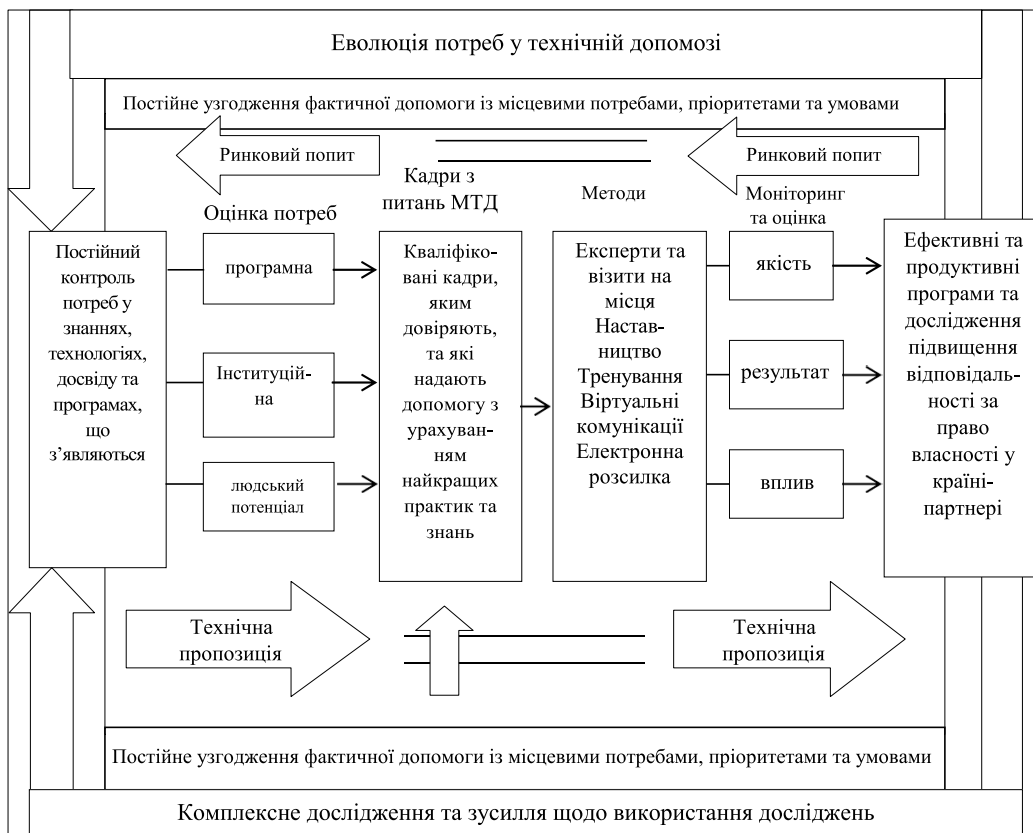 Еволюція потреб у технічній допомозі
Постійне узгодження фактичної допомоги із місцевими потребами, пріоритетами та умовами
Ринковий попит
Ринковий попит
Оцінка потреб
Кадри з
питань МТД
Методи
Моніторинг
та оцінка
Постійний
контроль
потреб у
знаннях,
технологіях,
досвіду та
програмах,
що
з’являються
програмна
Інституцій-
на
людський
потенціал
Кваліфіко-
вані кадри,
яким
довіряють,
та які
надають
допомогу з
урахуван-
ням
найкращих
практик та
знань
Експерти та
візити на
місця
Настав-
ництво
Тренування
Віртуальні
комунікації
Електронна
розсилка
якість
результат
вплив
Ефективні та
продуктивні
програми та
дослідження
підвищення
відповідаль-
ності за
право
власності у
країні-
партнері
Технічна
пропозиція
Технічна
пропозиція
Постійне узгодження фактичної допомоги із місцевими потребами, пріоритетами та умовами
Комплексне дослідження та зусилля щодо використання досліджень